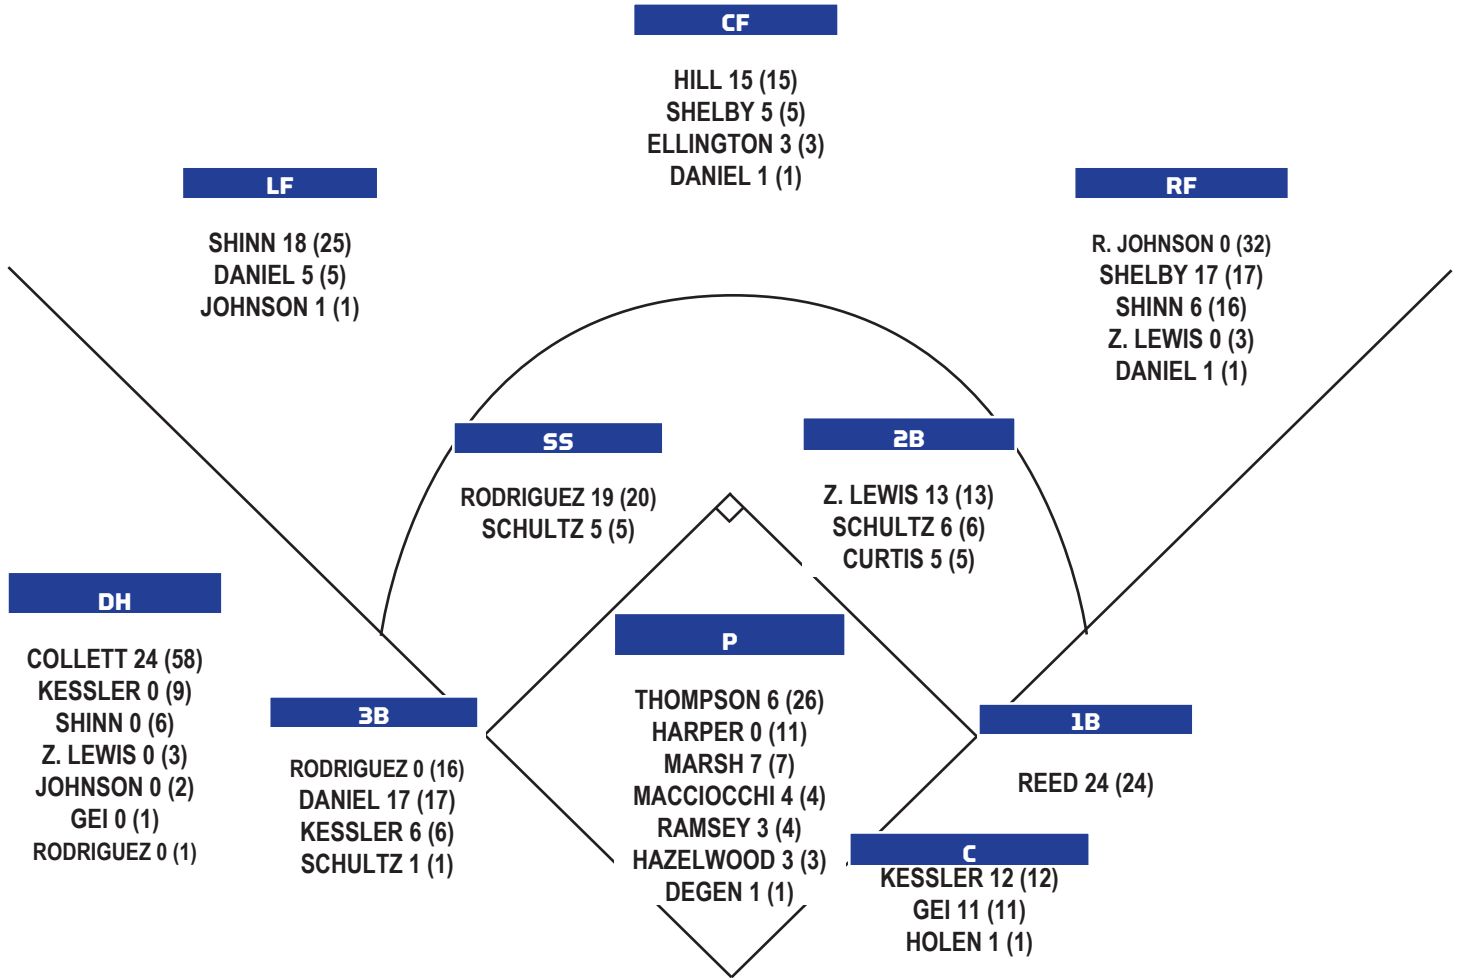 CF
HILL 15 (15)
SHELBY 5 (5)
ELLINGTON 3 (3)
DANIEL 1 (1)
LF
SHINN 18 (25)
DANIEL 5 (5)
JOHNSON 1 (1)
RF
R. JOHNSON 0 (32)
SHELBY 17 (17)
SHINN 6 (16)
Z. LEWIS 0 (3)
DANIEL 1 (1)
SS
RODRIGUEZ 19 (20)
SCHULTZ 5 (5)
2B
Z. LEWIS 13 (13)
SCHULTZ 6 (6)
CURTIS 5 (5)
DH
COLLETT 24 (58)
KESSLER 0 (9)
SHINN 0 (6)
Z. LEWIS 0 (3)
JOHNSON 0 (2)
GEI 0 (1)
RODRIGUEZ 0 (1)
3B
RODRIGUEZ 0 (16)
DANIEL 17 (17)
KESSLER 6 (6)
SCHULTZ 1 (1)
P
THOMPSON 6 (26)
HARPER 0 (11)
MARSH 7 (7)
MACCIOCCHI 4 (4)
RAMSEY 3 (4)
HAZELWOOD 3 (3)
DEGEN 1 (1)
1B
REED 24 (24)
C
KESSLER 12 (12)
GEI 11 (11)
HOLEN 1 (1)